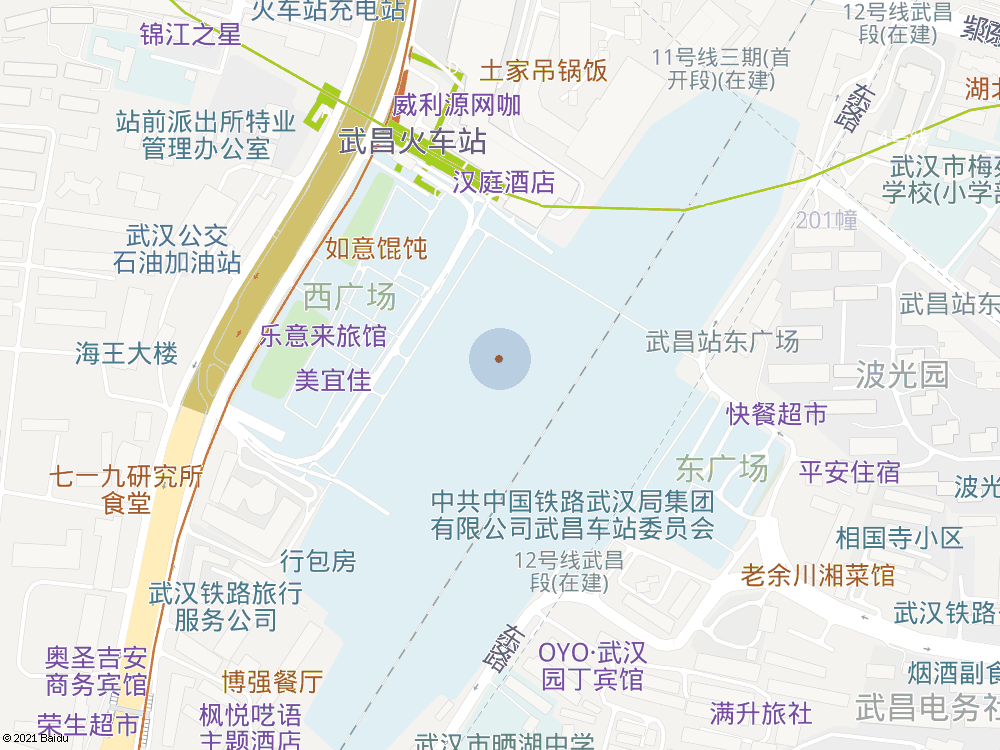 火车站充电站
12号线武昌
段(在建)
锦江之星
11号线三期(首
开段)(在建)
土家吊锅饭
东路
湖北
威利源网咖
站前派出所特业
管理办公室
武昌火车站
武汉市梅苑
学校(小学部
汉庭酒店
201幢
武汉公交
石油加油站
如意馄饨
西广场
武昌站东
乐意来旅馆
武昌站东广场
海王大楼
美宜佳
波光园
快餐超市
七一九研究所
食堂
东广场
平安住宿
波光
中共中国铁路武汉局集团
有限公司武昌车站委员会
相国寺小区
行包房
12号线武昌
段(在建)
老余川湘菜馆
武汉铁路旅行
服务公司
武汉铁路
东路
奥圣吉安
商务宾馆
OYO·武汉
园丁宾馆
烟酒副食
博强餐厅
武昌电务社
荣生超市
枫悦呓语
主题酒店
满升旅社
武汉市晒湖中学
© 2021 Baidu